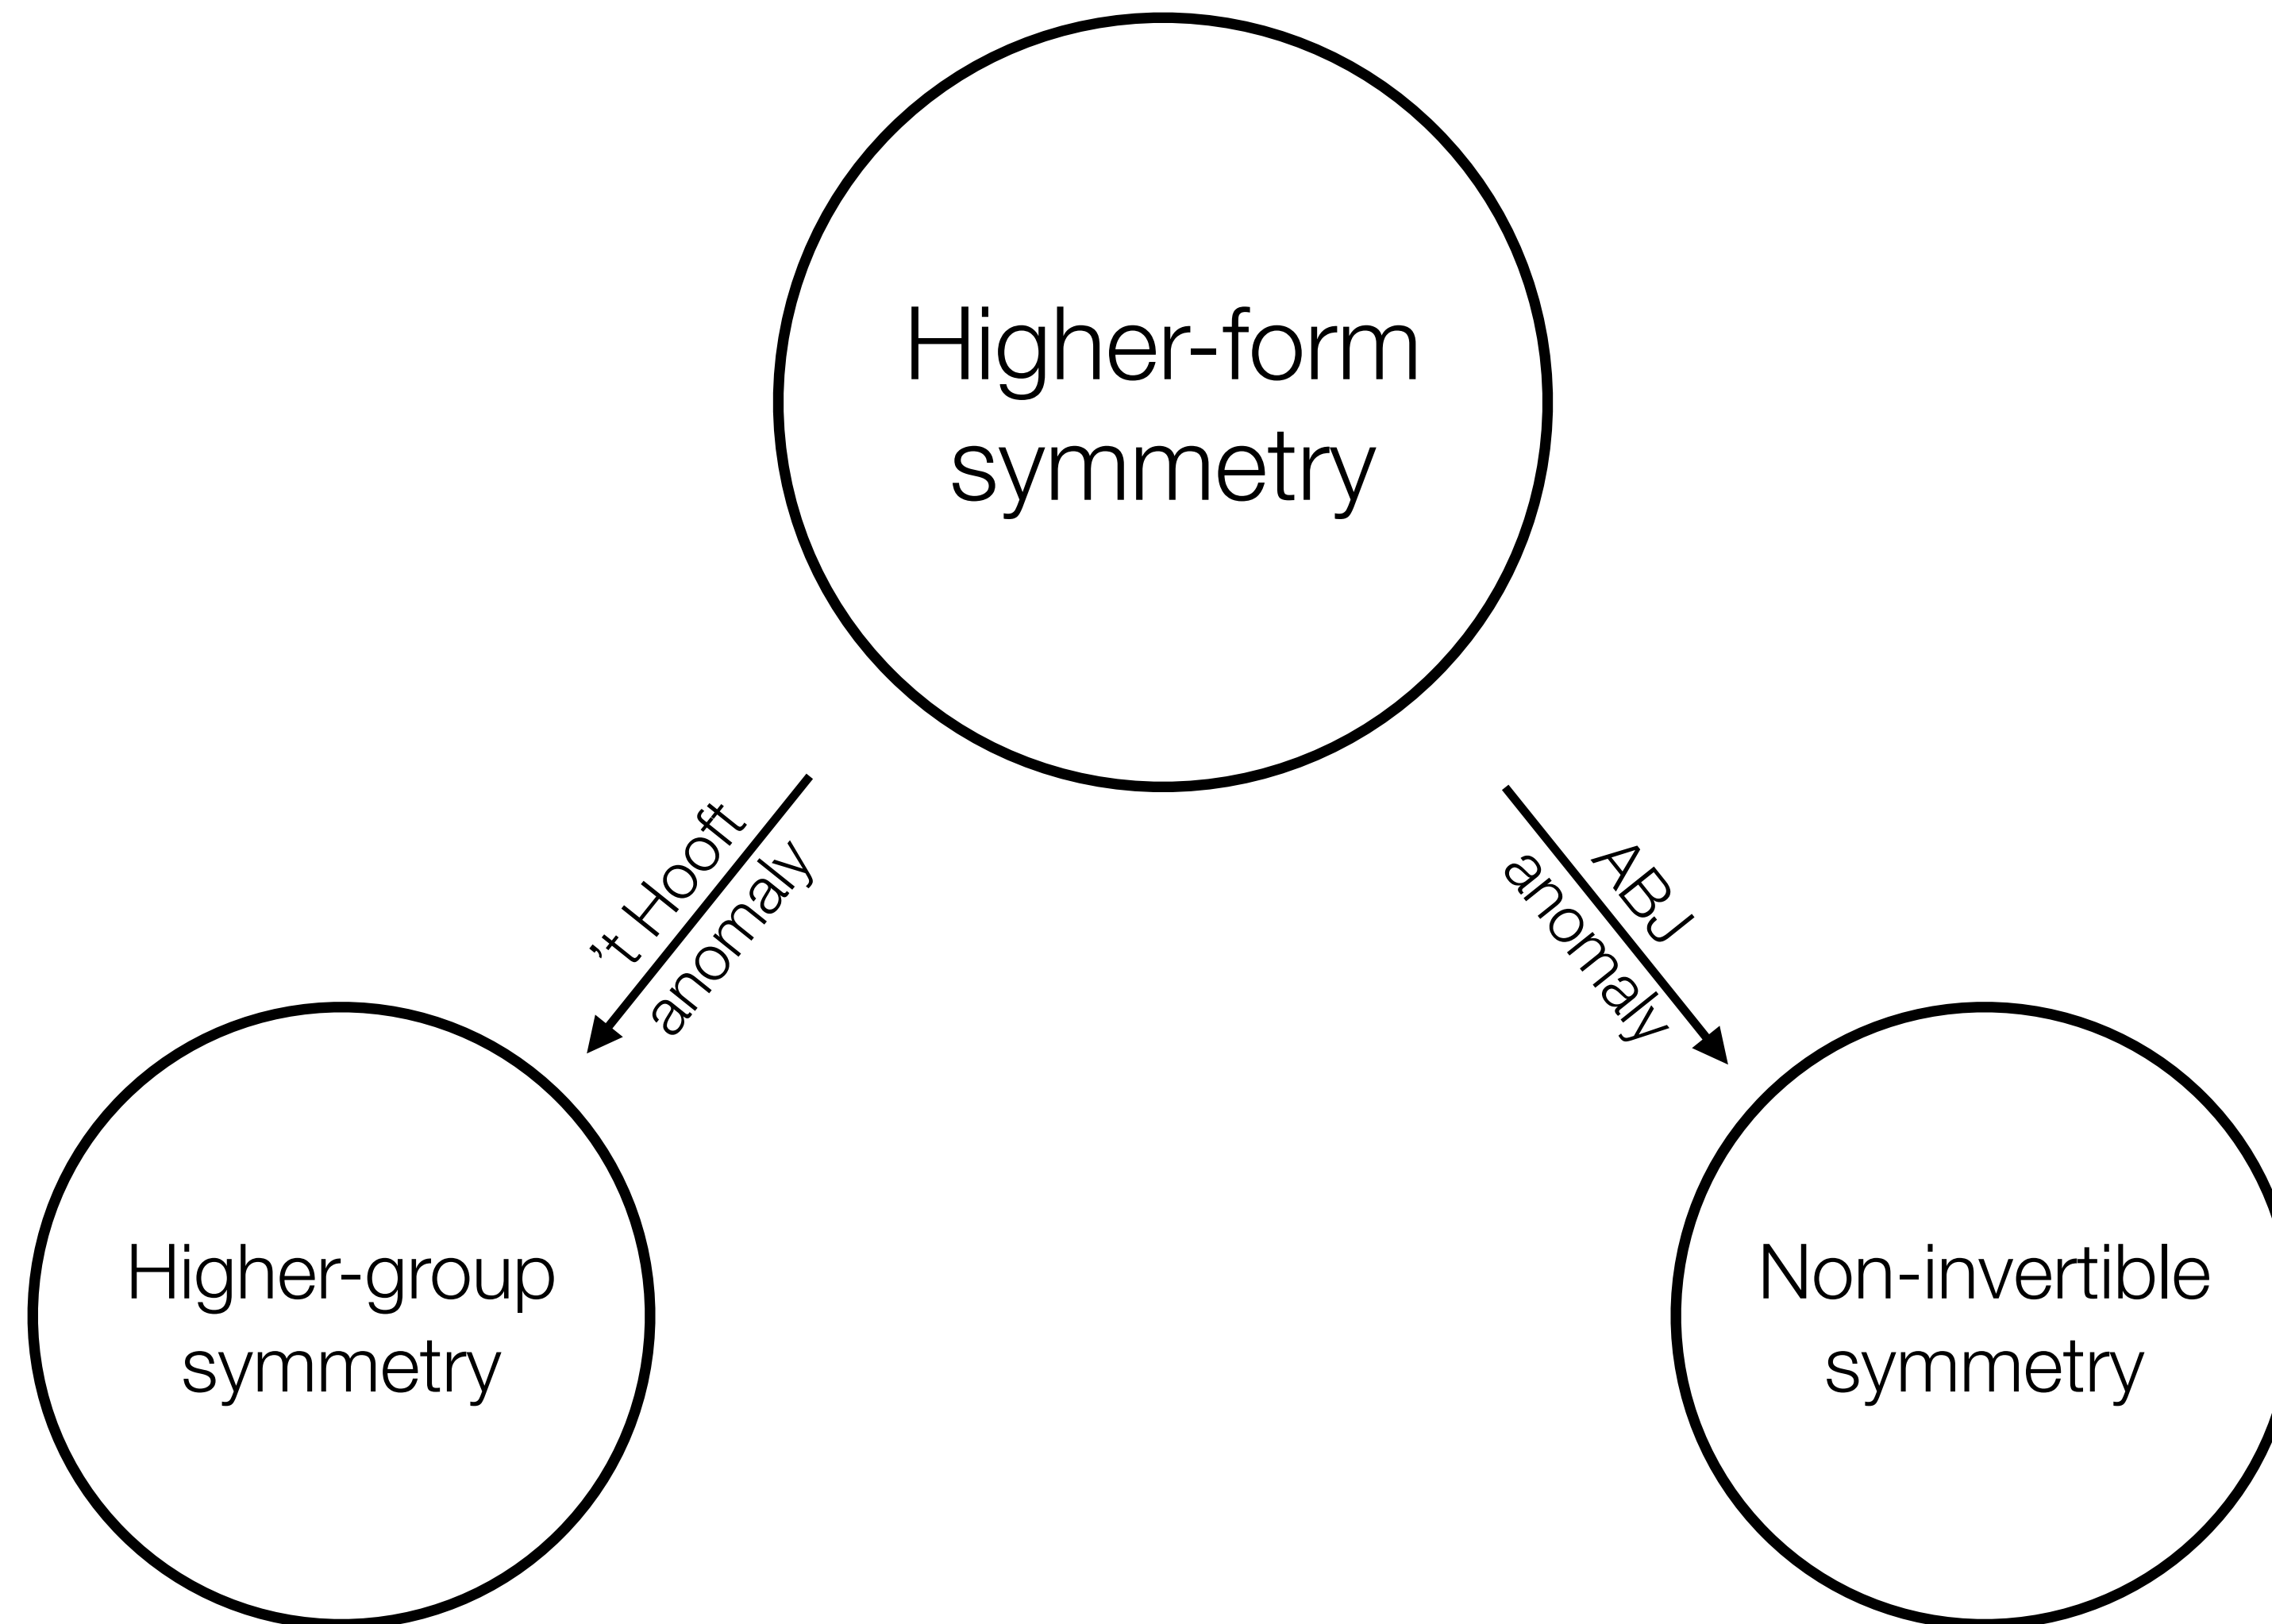 Higher-form
symmetry
’t Hooft
anomaly
ABJ
anomaly
Higher-group
symmetry
Non-invertible
symmetry